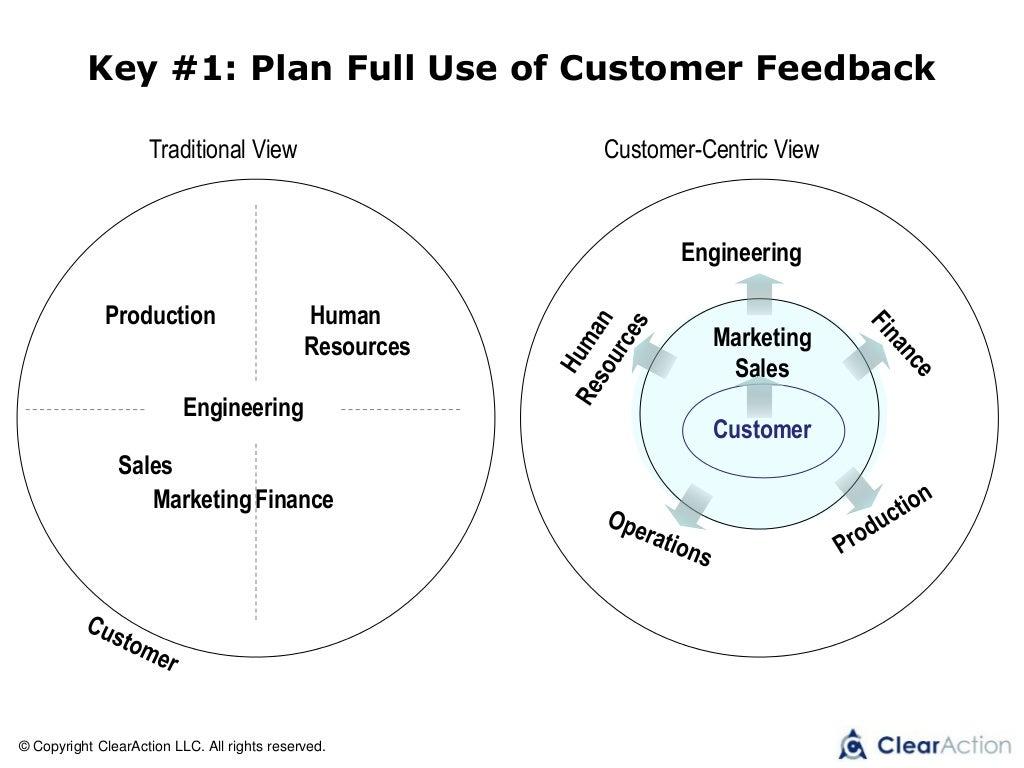 Key #1: Plan Full Use of Customer Feedback
Traditional View
Production
Human
Resources
Engineering
Sales
Marketing Finance
Customer
Customer-Centric View
Engineering
Human
Resources
Marketing
Sales
Finance
Customer
Operations
Production
© Copyright ClearAction LLC. All rights reserved.
ClearAction